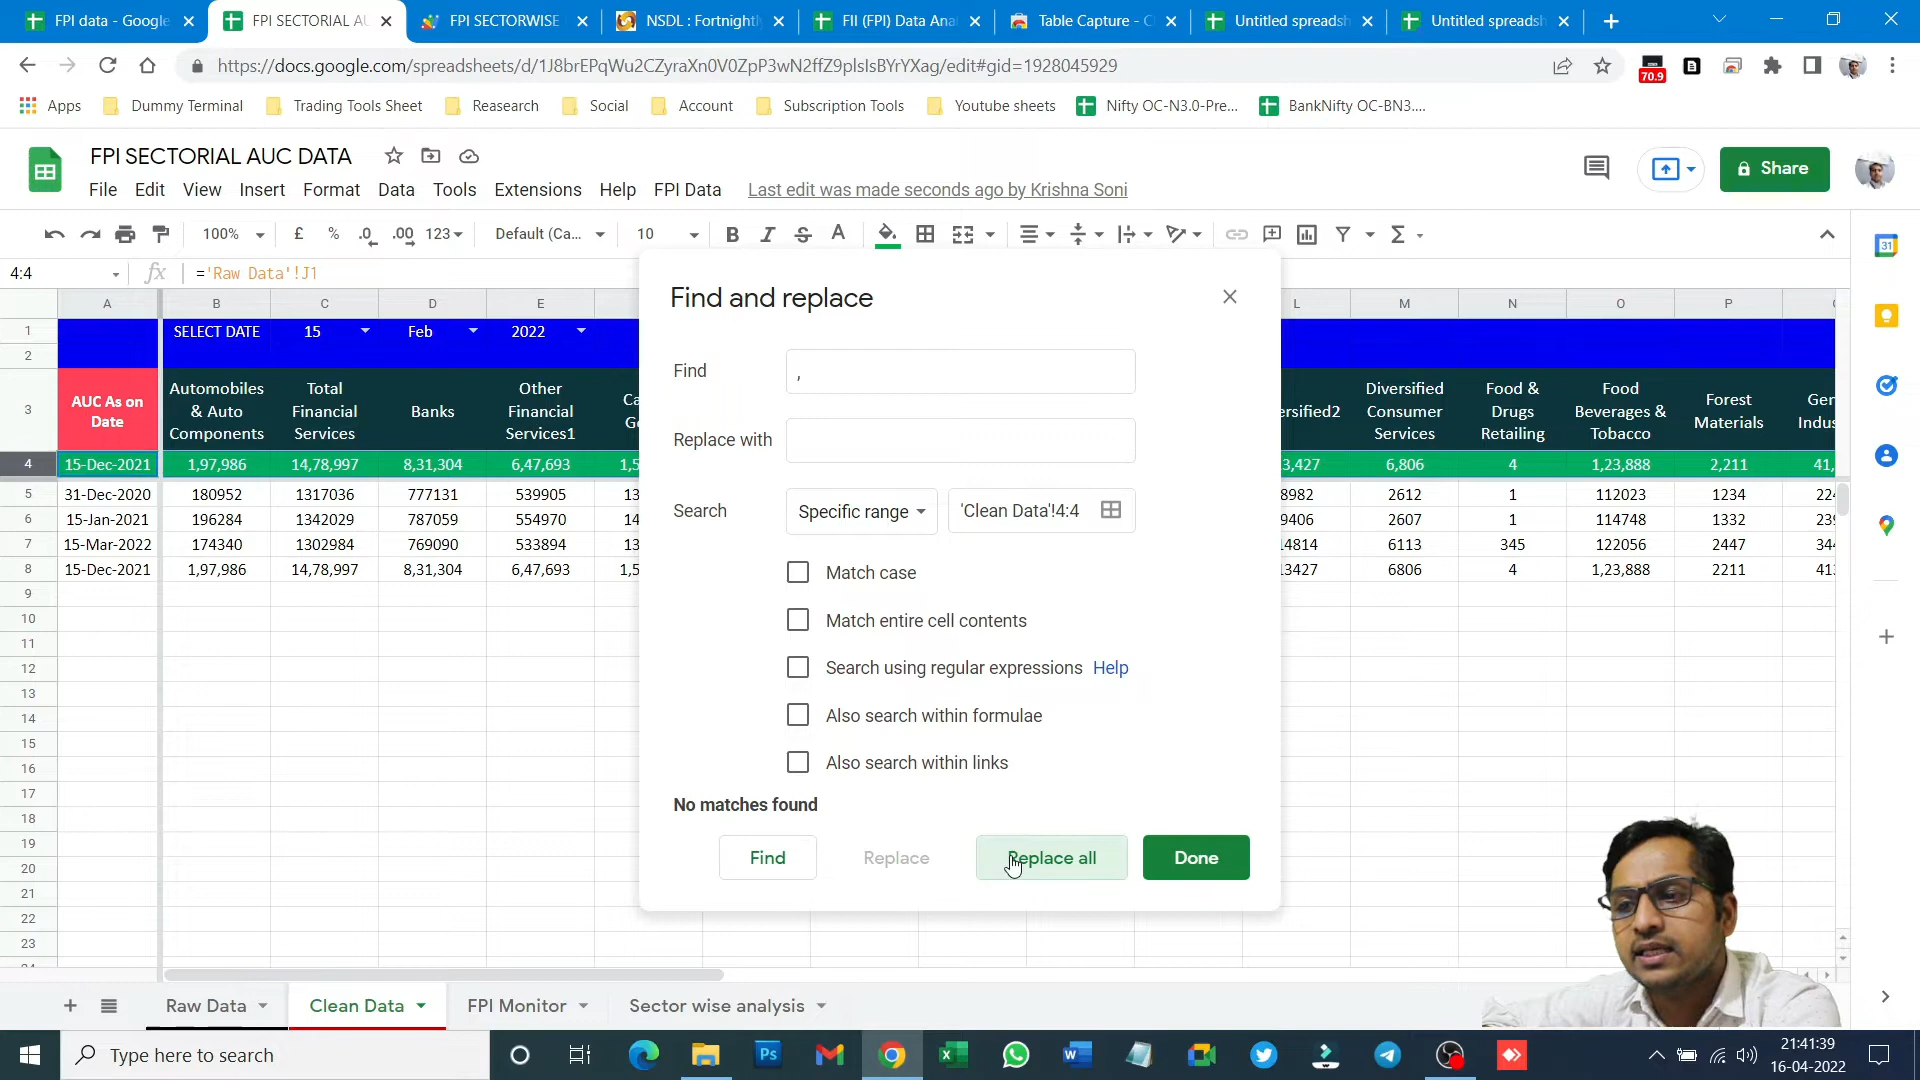 FPI data - Google
FPI SECTORIAL AU
FPI SECTORWISE
NSDL : Fortnight
FII (FPI) Data Ana
Table Capture - C
Untitled spreadsh
Untitled spreadsh
https://docs.google.com/spreadsheets/d/1J8brEPqWu2CZyraXn0V0ZpP3wN2ffZ9plsIsBYrYXag/edit#gid=1928045929
70.9
Apps
Dummy Terminal
Trading Tools Sheet
Reasearch
Social
Account
Subscription Tools
Youtube sheets
Nifty OC-N3.0-Pre...
BankNifty OC-BN3....
FPI SECTORIAL AUC DATA
File Edit View Insert Format Data Tools Extensions Help FPI Data Last edit was made seconds ago by Krishna Soni
Share
100% £ % .0 .00 123 Default (Ca... 10 B I S A Σ
4:4 fx ='Raw Data'!J1
A B C D E L M N O P
1 SELECT DATE 15 Feb 2022
2
3 AUC As on Date Automobiles & Auto Components Total Financial Services Banks Other Financial Services1 Ca Go ersified2 Diversified Consumer Services Food & Drugs Retailing Food Beverages & Tobacco Forest Materials Gen Indus
4 15-Dec-2021 1,97,986 14,78,997 8,31,304 6,47,693 1,5 3,427 6,806 4 1,23,888 2,211 41,
5 31-Dec-2020 180952 1317036 777131 539905 13 8982 2612 1 112023 1234 224
6 15-Jan-2021 196284 1342029 787059 554970 14 9406 2607 1 114748 1332 239
7 15-Mar-2022 174340 1302984 769090 533894 13 14814 6113 345 122056 2447 344
8 15-Dec-2021 1,97,986 14,78,997 8,31,304 6,47,693 1,5 3427 6806 4 1,23,888 2211 413
9
10
11
12
13
14
15
16
17
18
19
20
21
22
23
Find and replace
Find ,
Replace with
Search Specific range 'Clean Data'!4:4
Match case
Match entire cell contents
Search using regular expressions Help
Also search within formulae
Also search within links
No matches found
Find Replace Replace all Done
31
Raw Data Clean Data FPI Monitor Sector wise analysis
Type here to search
Ps
21:41:39
16-04-2022